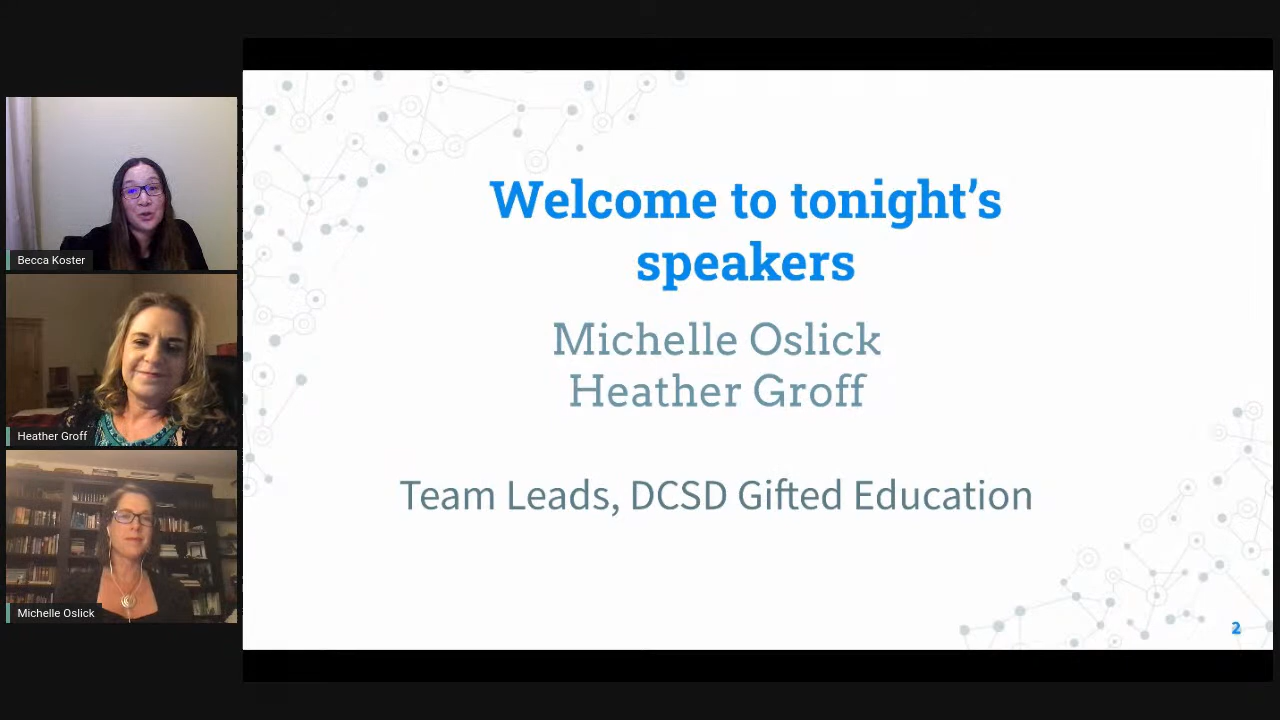 Becca Koster
Heather Groff
Michelle Oslick
Welcome to tonight’s
speakers
Michelle Oslick
Heather Groff
Team Leads, DCSD Gifted Education
2